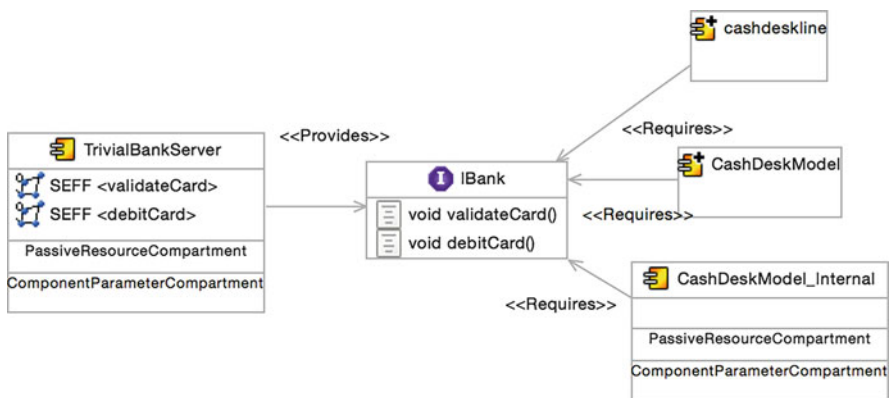 cashdeskline
<<Provides>>
<<Requires>>
TrivialBankServer
SEFF <validateCard>
SEFF <debitCard>
PassiveResourceCompartment
ComponentParameterCompartment
I IBank
void validateCard()
void debitCard()
CashDeskModel
<<Requires>>
CashDeskModel_Internal
<<Requires>>
PassiveResourceCompartment
ComponentParameterCompartment